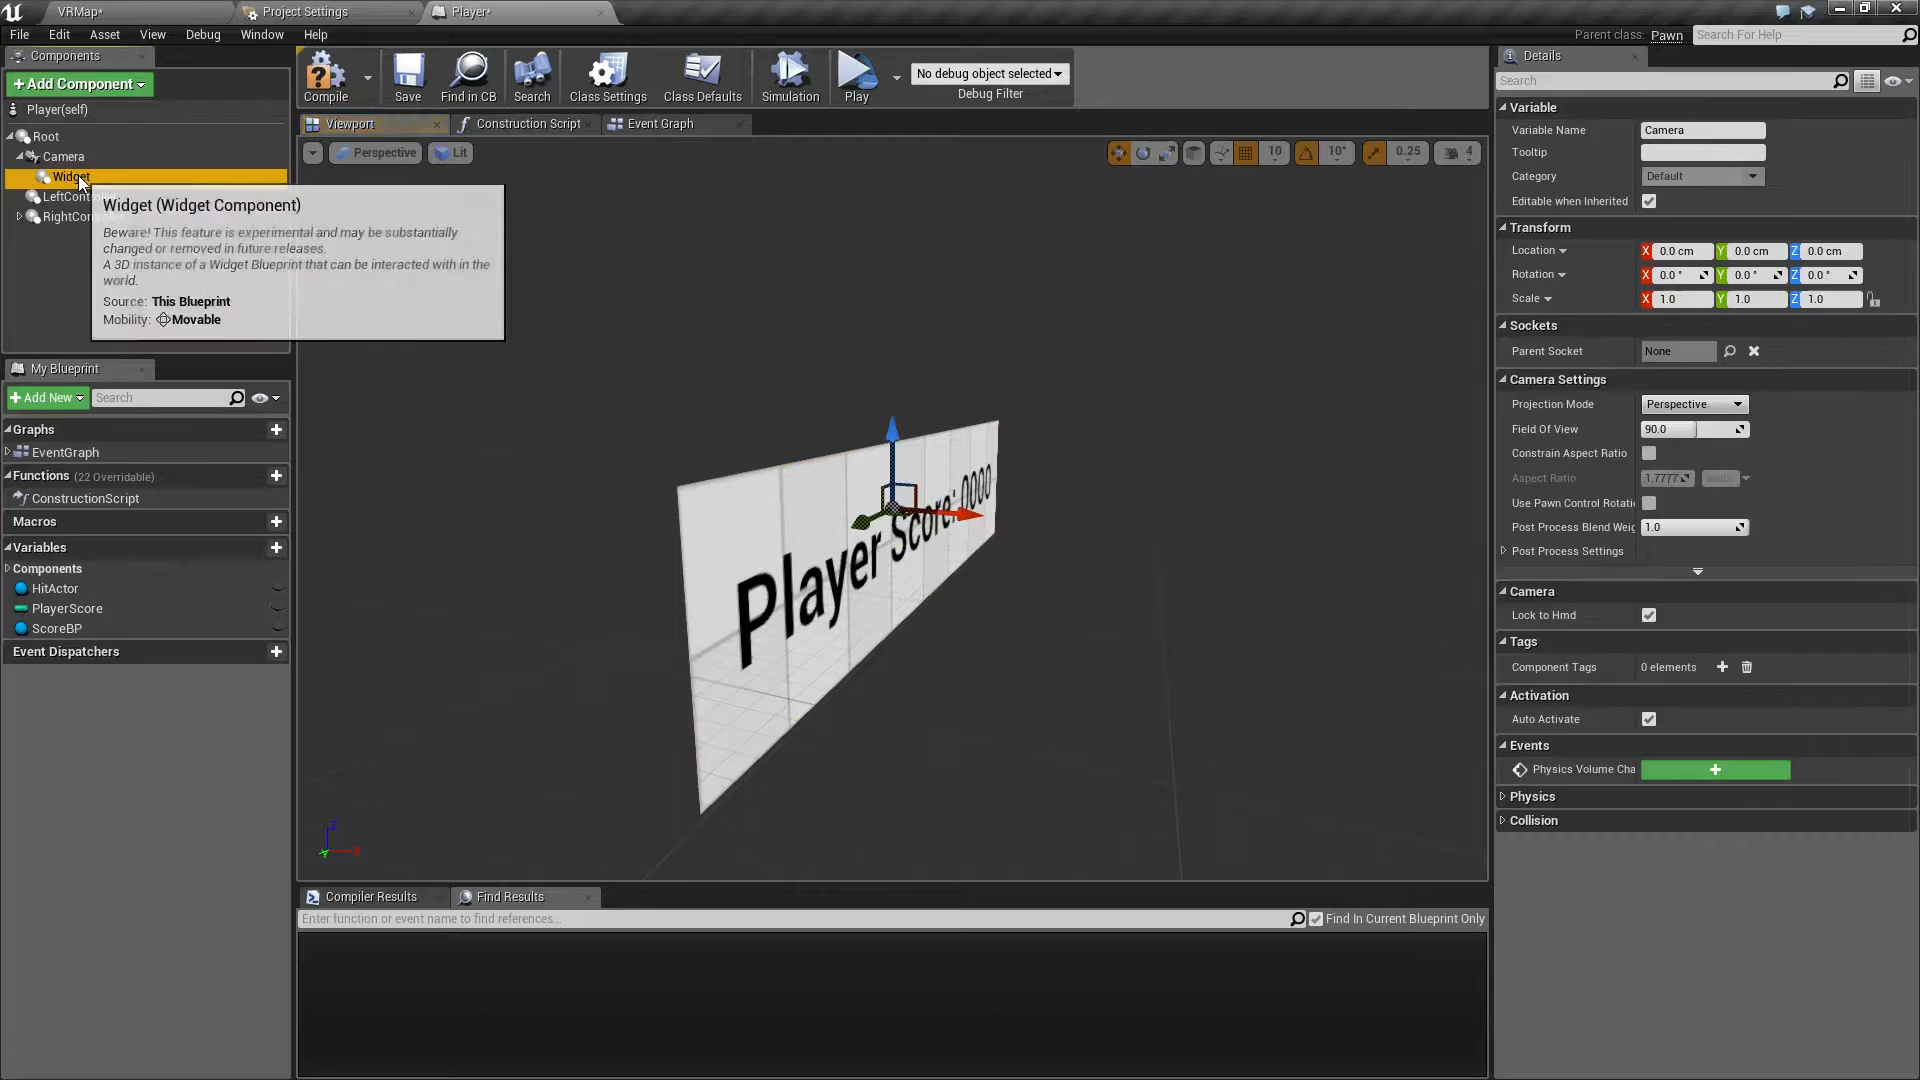 VRMap*
Project Settings
Player*
File
Edit
Asset
View
Debug
Window
Help
Parent class: Pawn
Search For Help
Components
+ Add Component
Player(self)
Root
Camera
Widget
LeftCont
RightCont
Widget (Widget Component)
Beware! This feature is experimental and may be substantially
changed or removed in future releases.
A 3D instance of a Widget Blueprint that can be interacted with in the
world.
Source: This Blueprint
Mobility: Movable
My Blueprint
+ Add New
Search
Graphs
EventGraph
Functions (22 Overridable)
ConstructionScript
Macros
Variables
Components
HitActor
PlayerScore
ScoreBP
Event Dispatchers
Compile
Save
Find in CB
Search
Class Settings
Class Defaults
Simulation
Play
No debug object selected
Debug Filter
Viewport
Construction Script
Event Graph
Perspective
Lit
10
10°
0.25
4
Player Score: 0000
Z
X
Y
Compiler Results
Find Results
Enter function or event name to find references...
Find In Current Blueprint Only
Details
Search
Variable
Variable Name
Camera
Tooltip
Category
Default
Editable when Inherited
Transform
Location
X 0.0 cm Y 0.0 cm Z 0.0 cm
Rotation
X 0.0 ° Y 0.0 ° Z 0.0 °
Scale
X 1.0 Y 1.0 Z 1.0
Sockets
Parent Socket
None
Camera Settings
Projection Mode
Perspective
Field Of View
90.0
Constrain Aspect Ratio
Aspect Ratio
1.7777
Use Pawn Control Rotati
Post Process Blend Weig
1.0
Post Process Settings
Camera
Lock to Hmd
Tags
Component Tags
0 elements
Activation
Auto Activate
Events
Physics Volume Cha
Physics
Collision